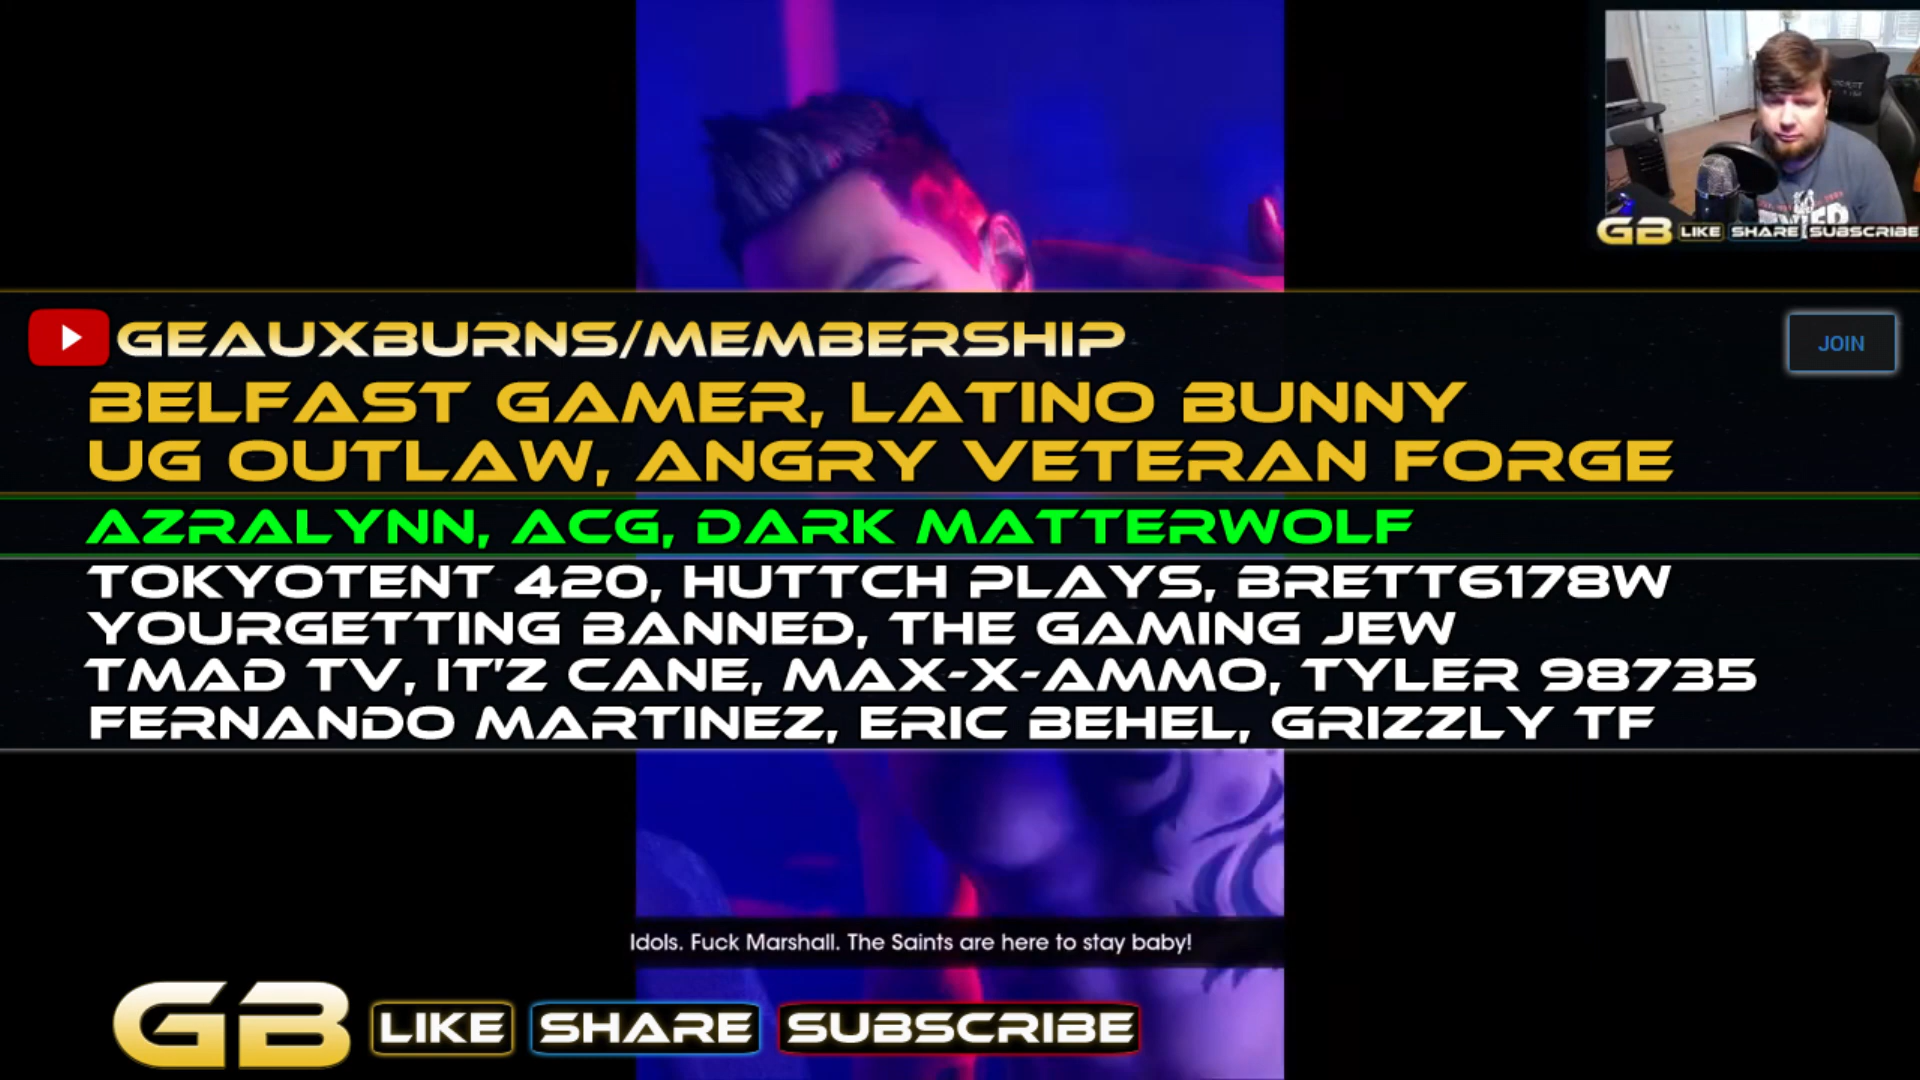 GB LIKE SHARE SUBSCRIBE
GEAUXBURNS/MEMBERSHIP
JOIN
BELFAST GAMER, LATINO BUNNY
UG OUTLAW, ANGRY VETERAN FORGE
AZRALYNN, ACG, DARK MATTERWOLF
TOKYOTENT 420, HUTTCH PLAYS, BRETT6178W
YOURGETTING BANNED, THE GAMING JEW
TMAD TV, IT'Z CANE, MAX-X-AMMO, TYLER 98735
FERNANDO MARTINEZ, ERIC BEHEL, GRIZZLY TF
Idols. Fuck Marshall. The Saints are here to stay baby!
GB LIKE SHARE SUBSCRIBE